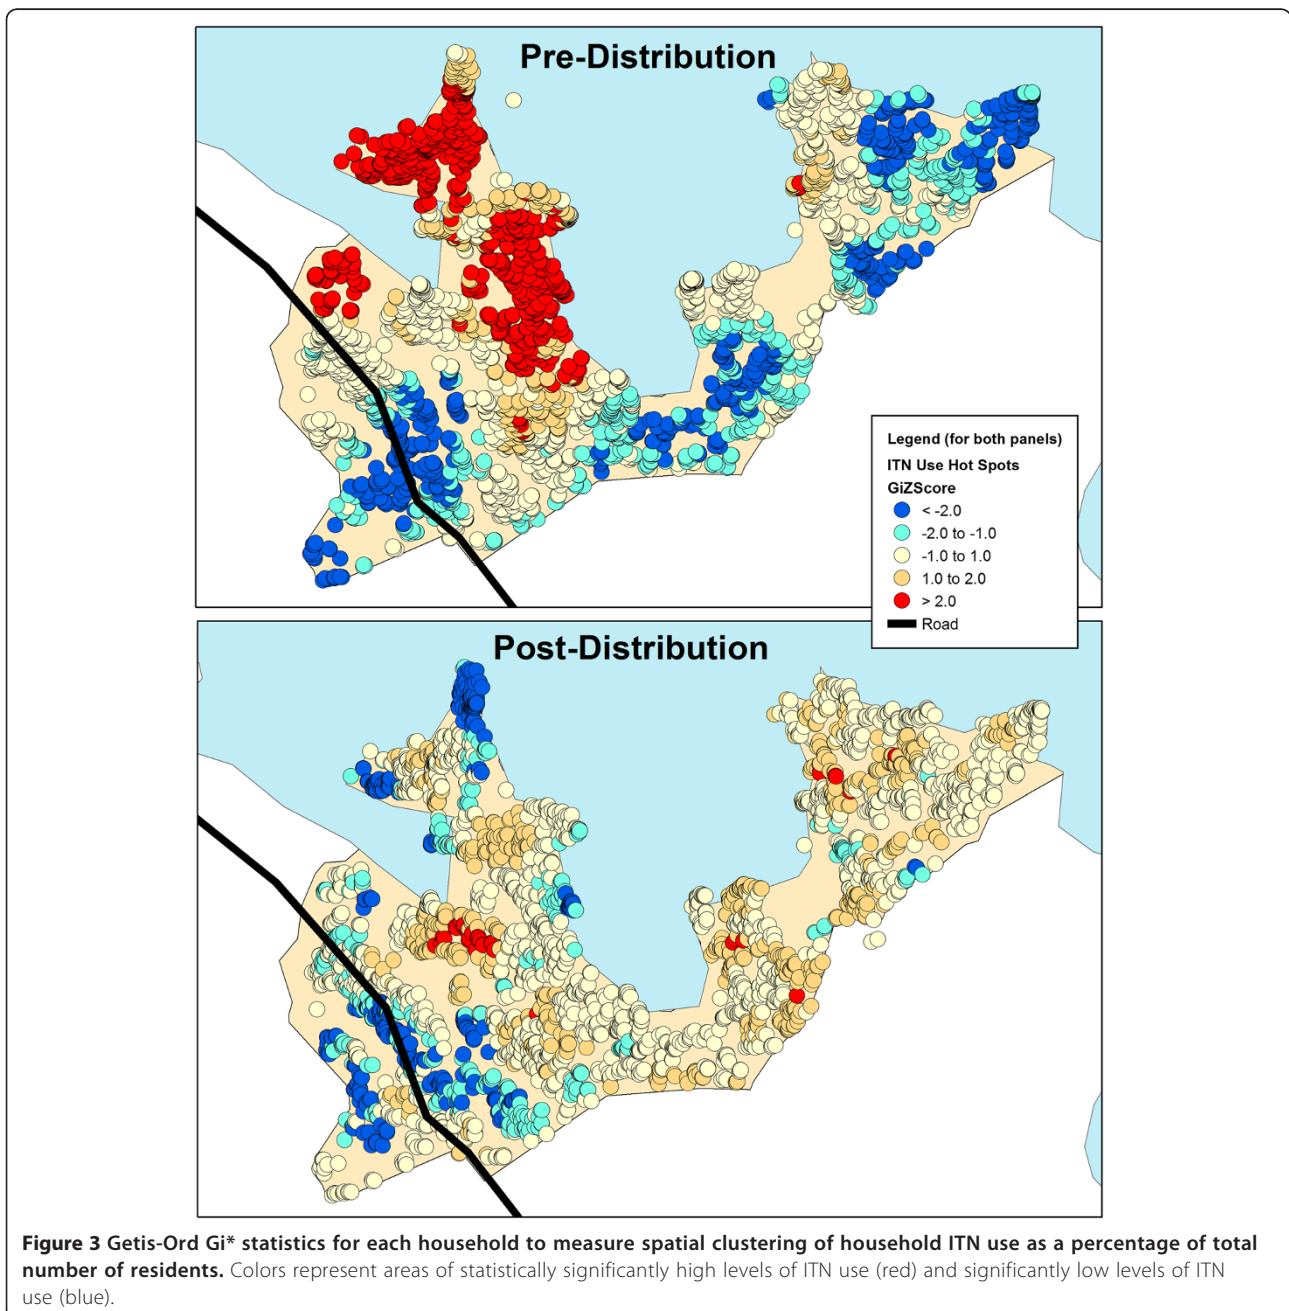 Pre-Distribution
Legend (for both panels)
ITN Use Hot Spots
GiZScore
< -2.0
-2.0 to -1.0
-1.0 to 1.0
1.0 to 2.0
> 2.0
Road
Post-Distribution
Figure 3 Getis-Ord Gi* statistics for each household to measure spatial clustering of household ITN use as a percentage of total
number of residents. Colors represent areas of statistically significantly high levels of ITN use (red) and significantly low levels of ITN
use (blue).